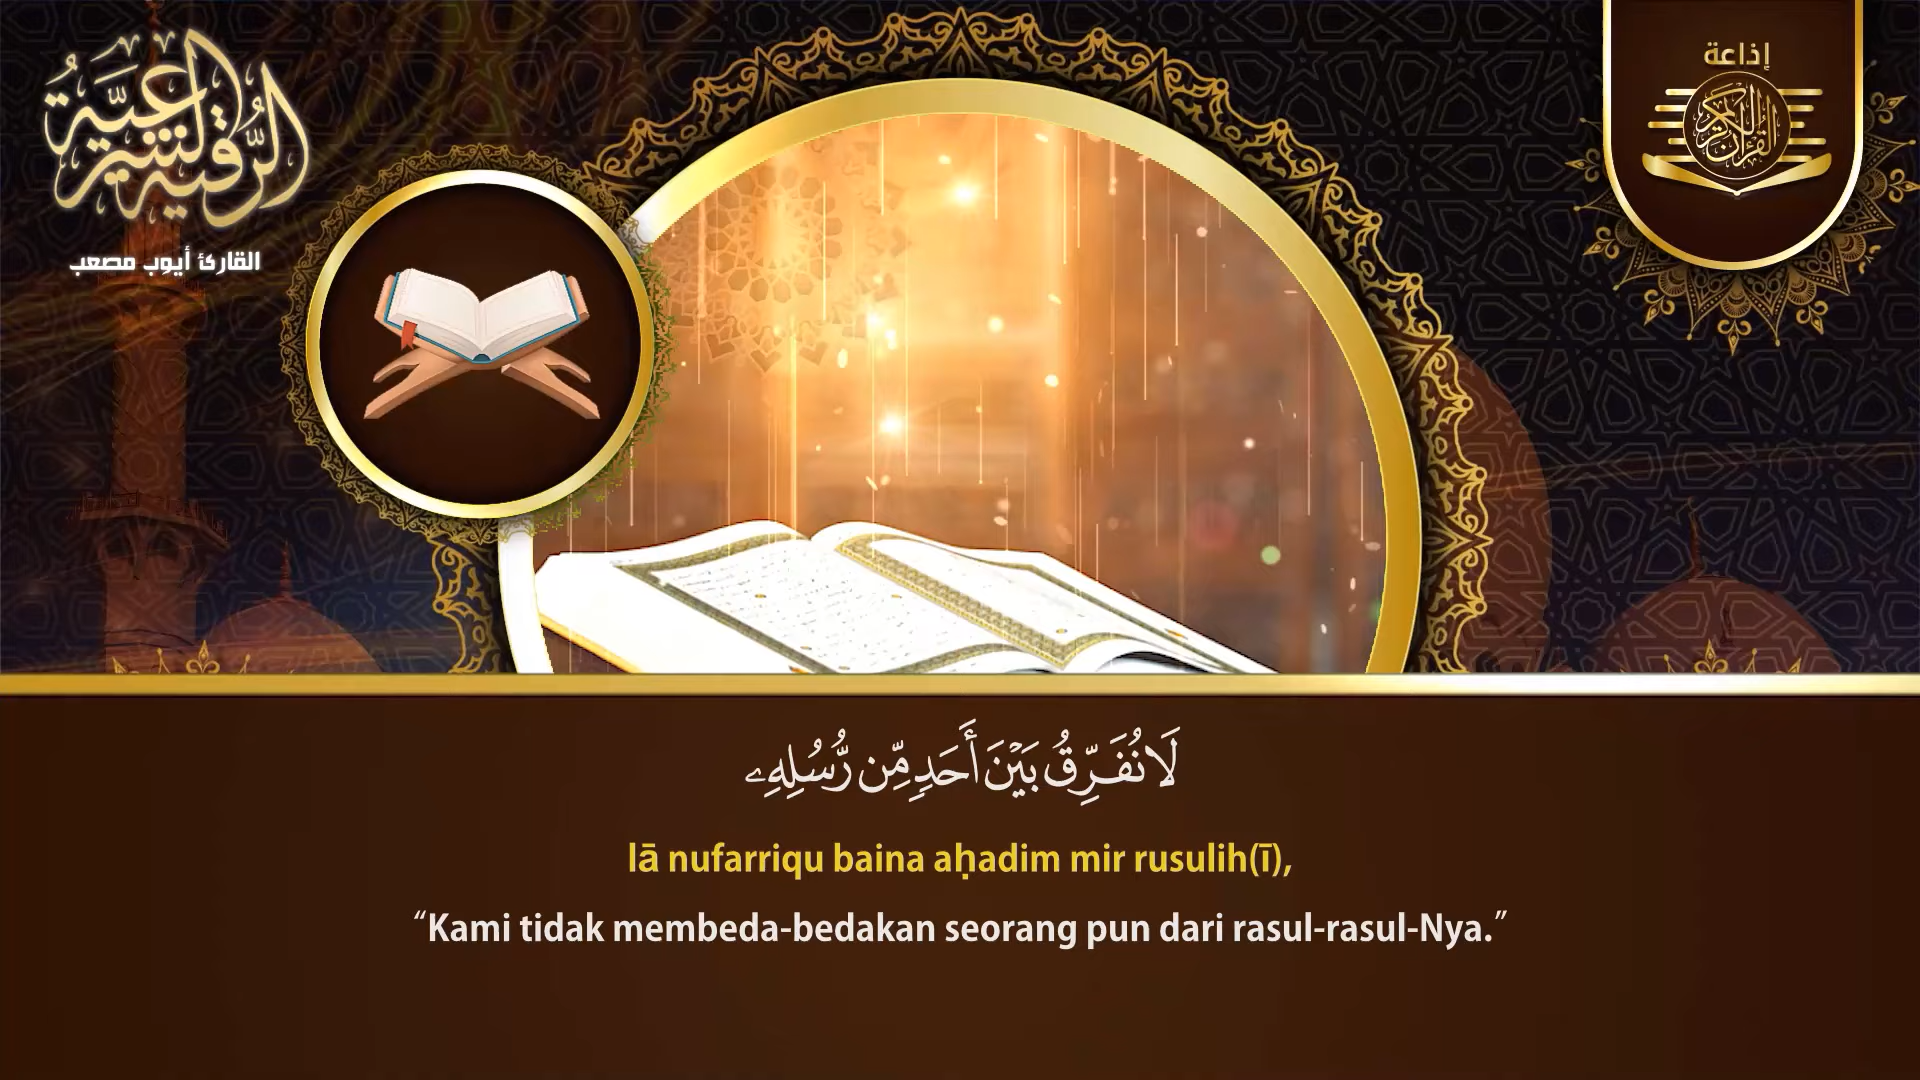 الرقية الشرعية
القارئ أيوب مصعب
إذاعة
القرآن الكريم
لَا نُفَرِّقُ بَيْنَ أَحَدٍ مِّن رُّسُلِهِۦ
lā nufarriqu baina aḥadim mir rusulih(ī),
“Kami tidak membeda-bedakan seorang pun dari rasul-rasul-Nya.”